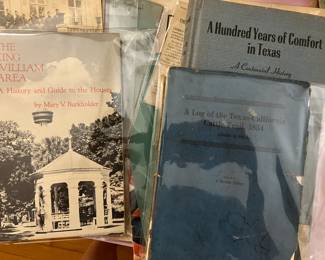 THE
KING
WILLIAM
AREA
A History and Guide to the Houses
by Mary V. Burkholder
A Hundred Years of Comfort
in Texas
A Centennial History
A Log of the Texas-California
Cattle Trail, 1854